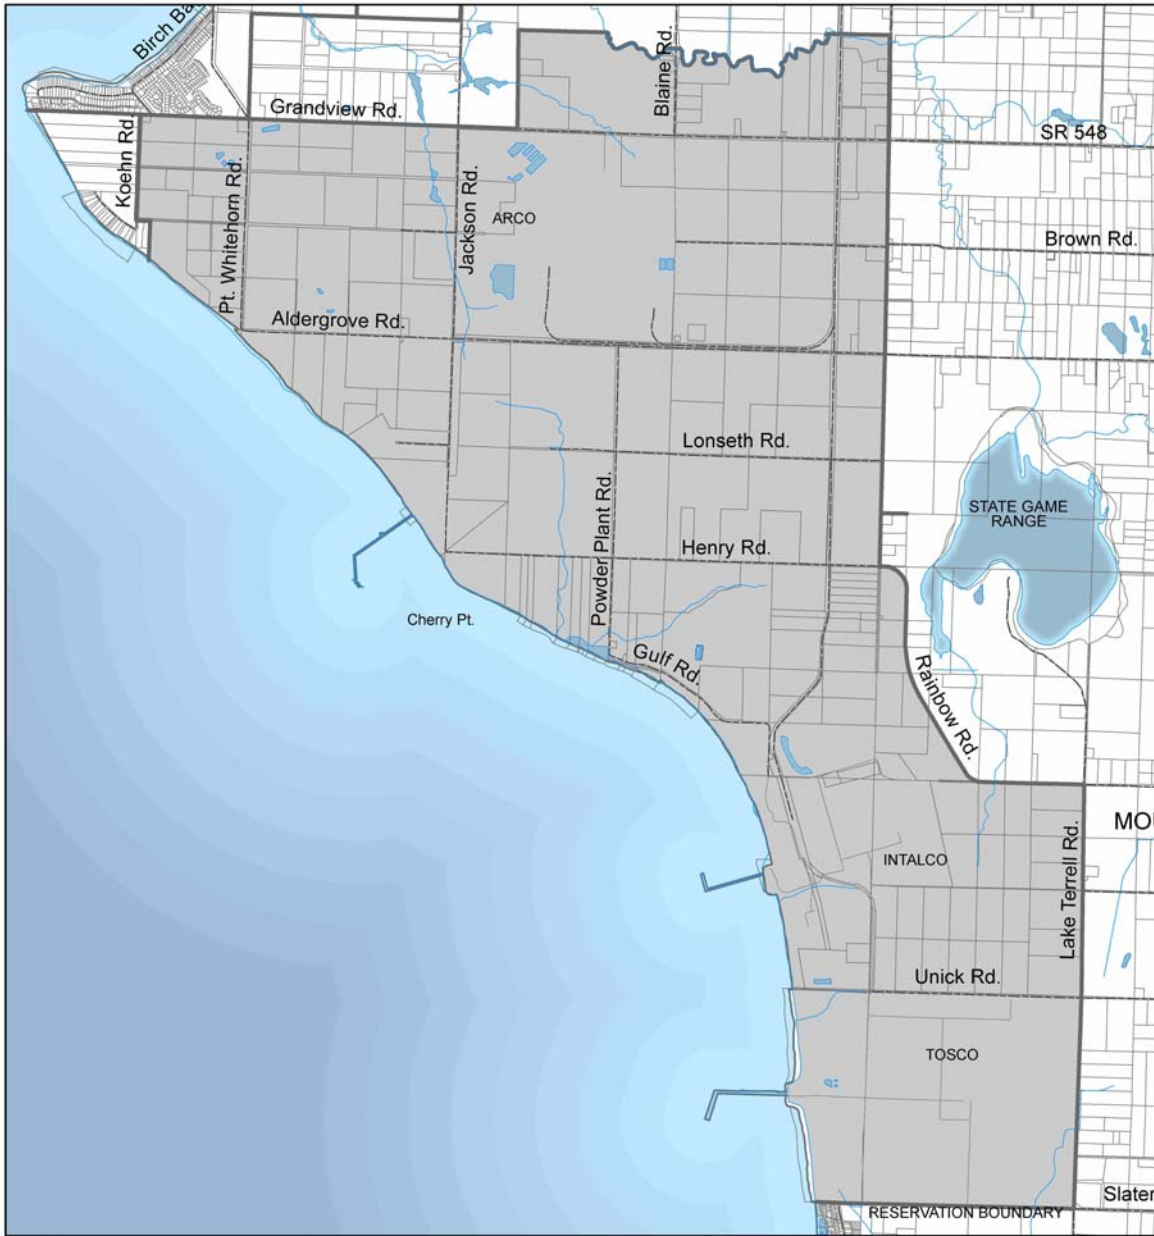 Birch Ba
Blaine Rd.
Grandview Rd.
SR 548
Koehn Rd.
Pt. Whitehorn Rd.
Jackson Rd.
ARCO
Brown Rd.
Aldergrove Rd.
Lonseth Rd.
Powder Plant Rd.
STATE GAME
RANGE
Henry Rd.
Cherry Pt.
Gulf Rd.
Rainbow Rd.
MOU
INTALCO
Lake Terrell Rd.
Unick Rd.
TOSCO
Slater
RESERVATION BOUNDARY